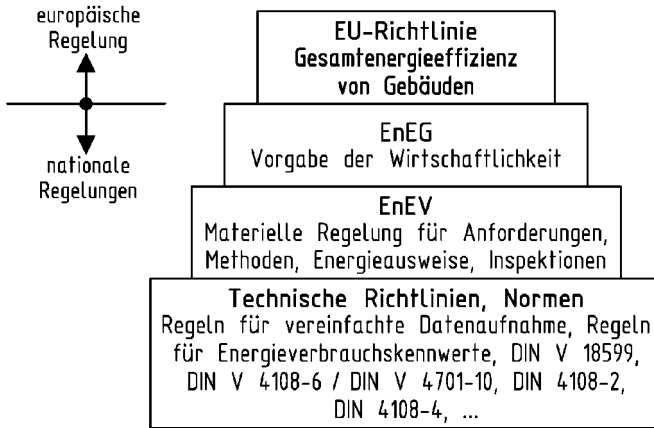 europäische
Regelung
nationale
Regelungen
EU-Richtlinie
Gesamtenergieeffizienz
von Gebäuden
EnEG
Vorgabe der Wirtschaftlichkeit
EnEV
Materielle Regelung für Anforderungen,
Methoden, Energieausweise, Inspektionen
Technische Richtlinien, Normen
Regeln für vereinfachte Datenaufnahme, Regeln
für Energieverbrauchskennwerte, DIN V 18599,
DIN V 4108-6 / DIN V 4701-10, DIN 4108-2,
DIN 4108-4, ...